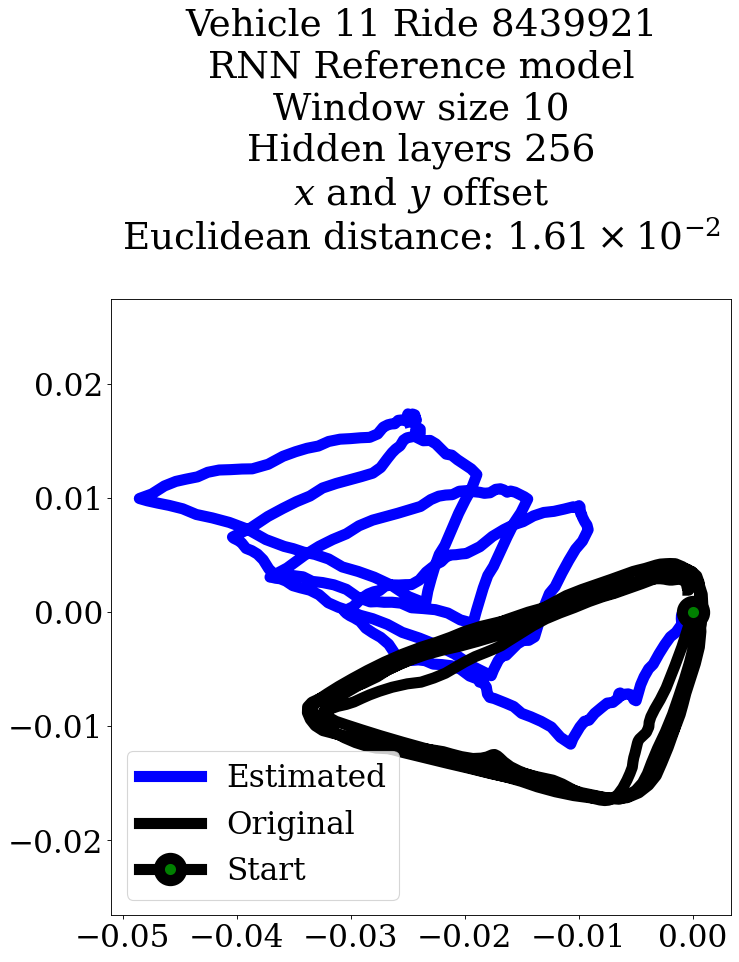 Vehicle 11 Ride 8439921
RNN Reference model
Window size 10
Hidden layers 256
x and y offset
Euclidean distance: 1.61 × 10⁻²
0.02
0.01
0.00
−0.01
−0.02
Estimated
Original
Start
−0.05 −0.04 −0.03 −0.02 −0.01 0.00